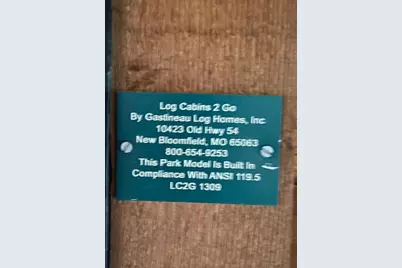 Log Cabins 2 Go
By Gastineau Log Homes, Inc.
10423 Old Hwy 54
New Bloomfield, MO 65063
800-654-9253
This Park Model Is Built In
Compliance With ANSI 119.5
LC2G 1309